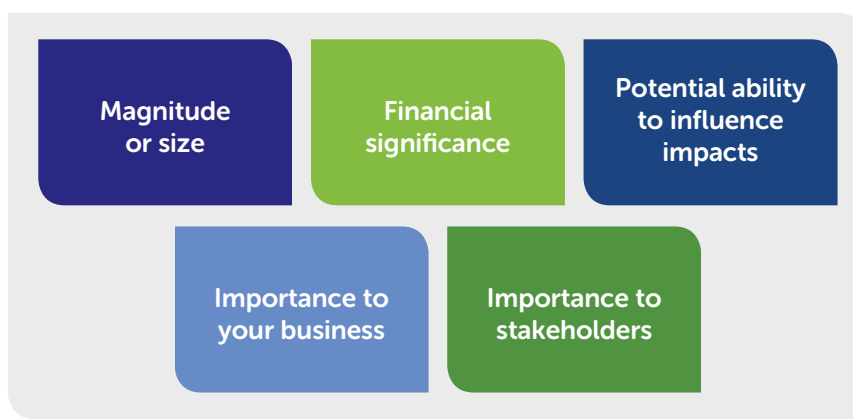 Magnitude
or size
Financial
significance
Potential ability
to influence
impacts
Importance to
your business
Importance to
stakeholders